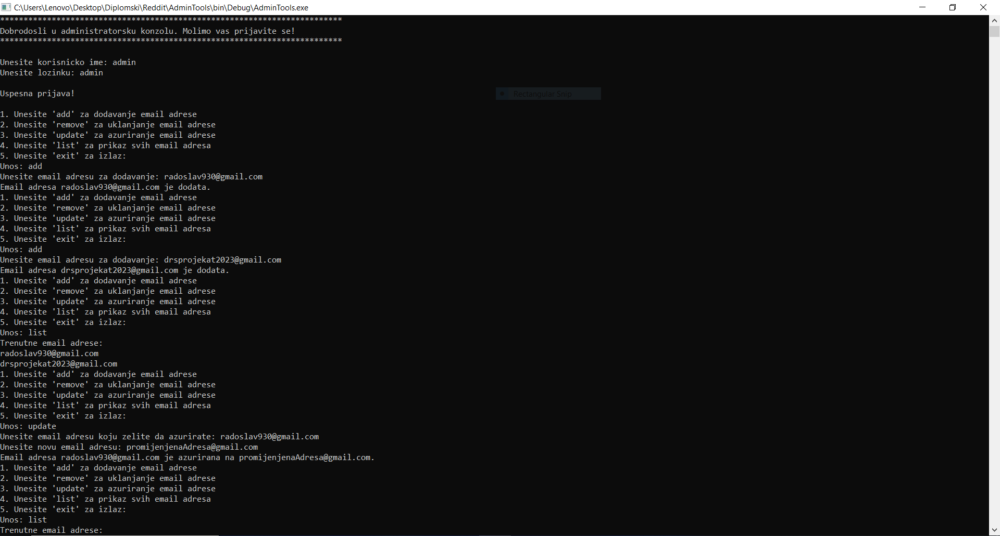 C:\Users\Lenovo\Desktop\Diplomski\Reddit\AdminTools\bin\Debug\AdminTools.exe
*************************************************************************
Dobrodosli u administratorsku konzolu. Molimo vas prijavite se!
*************************************************************************
Unesite korisnicko ime: admin
Unesite lozinku: admin
Uspesna prijava!
Rectangular Snip
1. Unesite 'add' za dodavanje email adrese
2. Unesite 'remove' za uklanjanje email adrese
3. Unesite 'update' za azuriranje email adrese
4. Unesite 'list' za prikaz svih email adresa
5. Unesite 'exit' za izlaz:
Unos: add
Unesite email adresu za dodavanje: radoslav930@gmail.com
Email adresa radoslav930@gmail.com je dodata.
1. Unesite 'add' za dodavanje email adrese
2. Unesite 'remove' za uklanjanje email adrese
3. Unesite 'update' za azuriranje email adrese
4. Unesite 'list' za prikaz svih email adresa
5. Unesite 'exit' za izlaz:
Unos: add
Unesite email adresu za dodavanje: drsprojekat2023@gmail.com
Email adresa drsprojekat2023@gmail.com je dodata.
1. Unesite 'add' za dodavanje email adrese
2. Unesite 'remove' za uklanjanje email adrese
3. Unesite 'update' za azuriranje email adrese
4. Unesite 'list' za prikaz svih email adresa
5. Unesite 'exit' za izlaz:
Unos: list
Trenutne email adrese:
radoslav930@gmail.com
drsprojekat2023@gmail.com
1. Unesite 'add' za dodavanje email adrese
2. Unesite 'remove' za uklanjanje email adrese
3. Unesite 'update' za azuriranje email adrese
4. Unesite 'list' za prikaz svih email adresa
5. Unesite 'exit' za izlaz:
Unos: update
Unesite email adresu koju zelite da azurirate: radoslav930@gmail.com
Unesite novu email adresu: promijenjenaAdresa@gmail.com
Email adresa radoslav930@gmail.com je azurirana na promijenjenaAdresa@gmail.com.
1. Unesite 'add' za dodavanje email adrese
2. Unesite 'remove' za uklanjanje email adrese
3. Unesite 'update' za azuriranje email adrese
4. Unesite 'list' za prikaz svih email adresa
5. Unesite 'exit' za izlaz:
Unos: list
Trenutne email adrese: